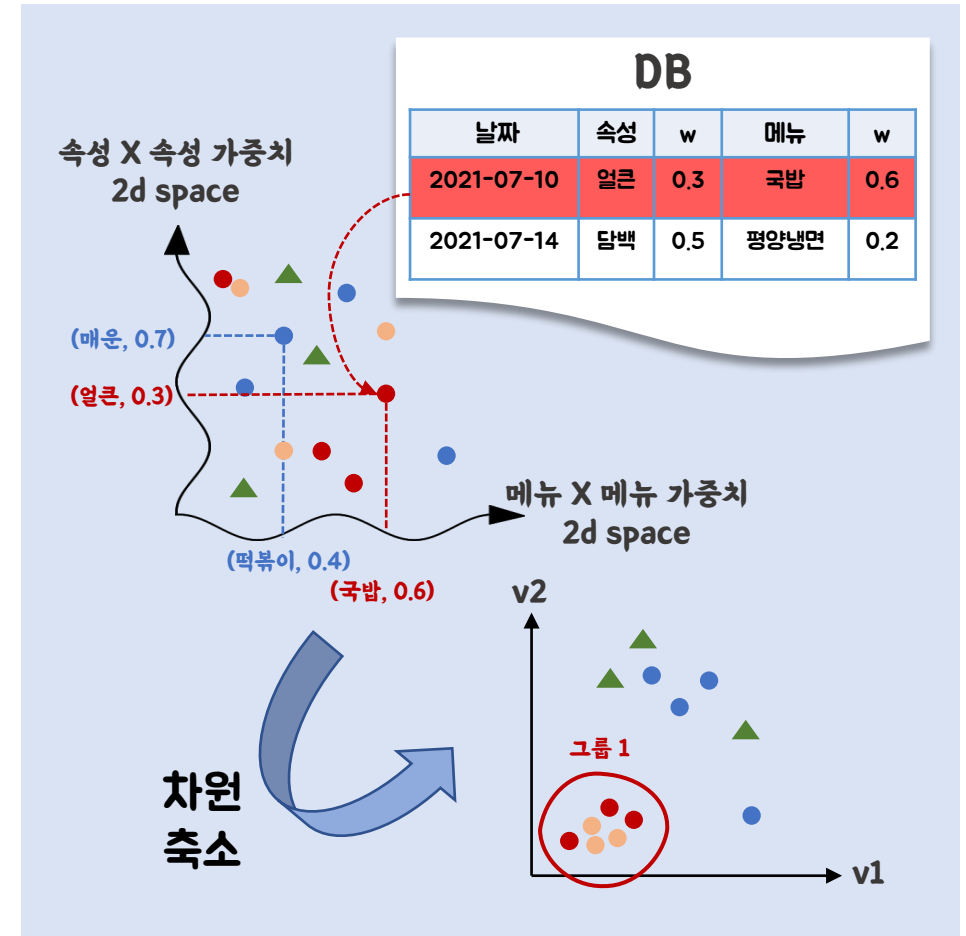 DB
날짜 속성 w 메뉴 w
2021-07-10 얼큰 0.3 국밥 0.6
2021-07-14 담백 0.5 평양냉면 0.2
속성 X 속성 가중치
2d space
(매운, 0.7)
(얼큰, 0.3)
메뉴 X 메뉴 가중치
2d space
(떡볶이, 0.4)
(국밥, 0.6)
차원
축소
v2
그룹 1
v1